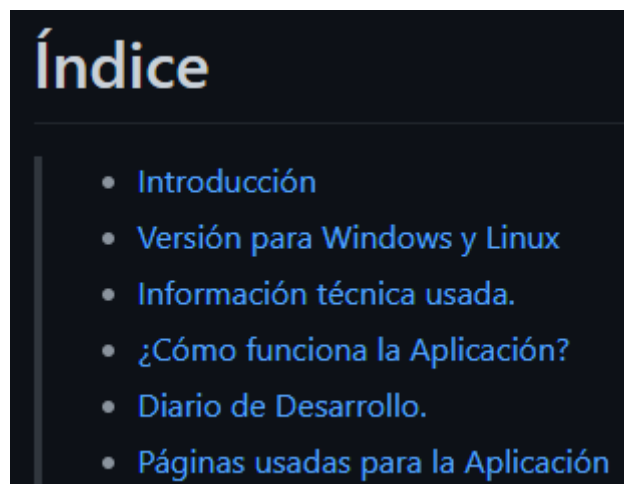 Índice
Introducción
Versión para Windows y Linux
Información técnica usada.
¿Cómo funciona la Aplicación?
Diario de Desarrollo.
Páginas usadas para la Aplicación